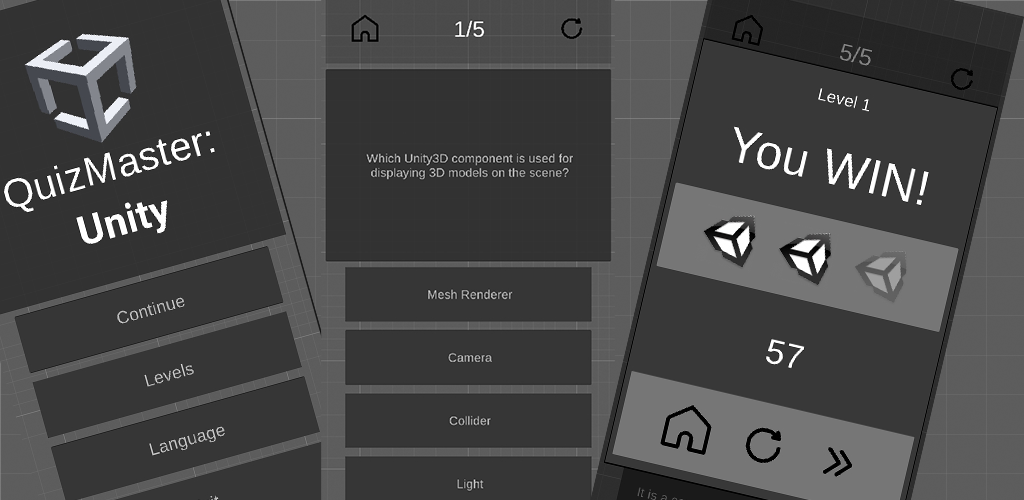 QuizMaster:
Unity
Continue
Levels
Language
1/5
Which Unity3D component is used for
displaying 3D models on the scene?
Mesh Renderer
Camera
Collider
Light
5/5
Level 1
You WIN!
57
It is a